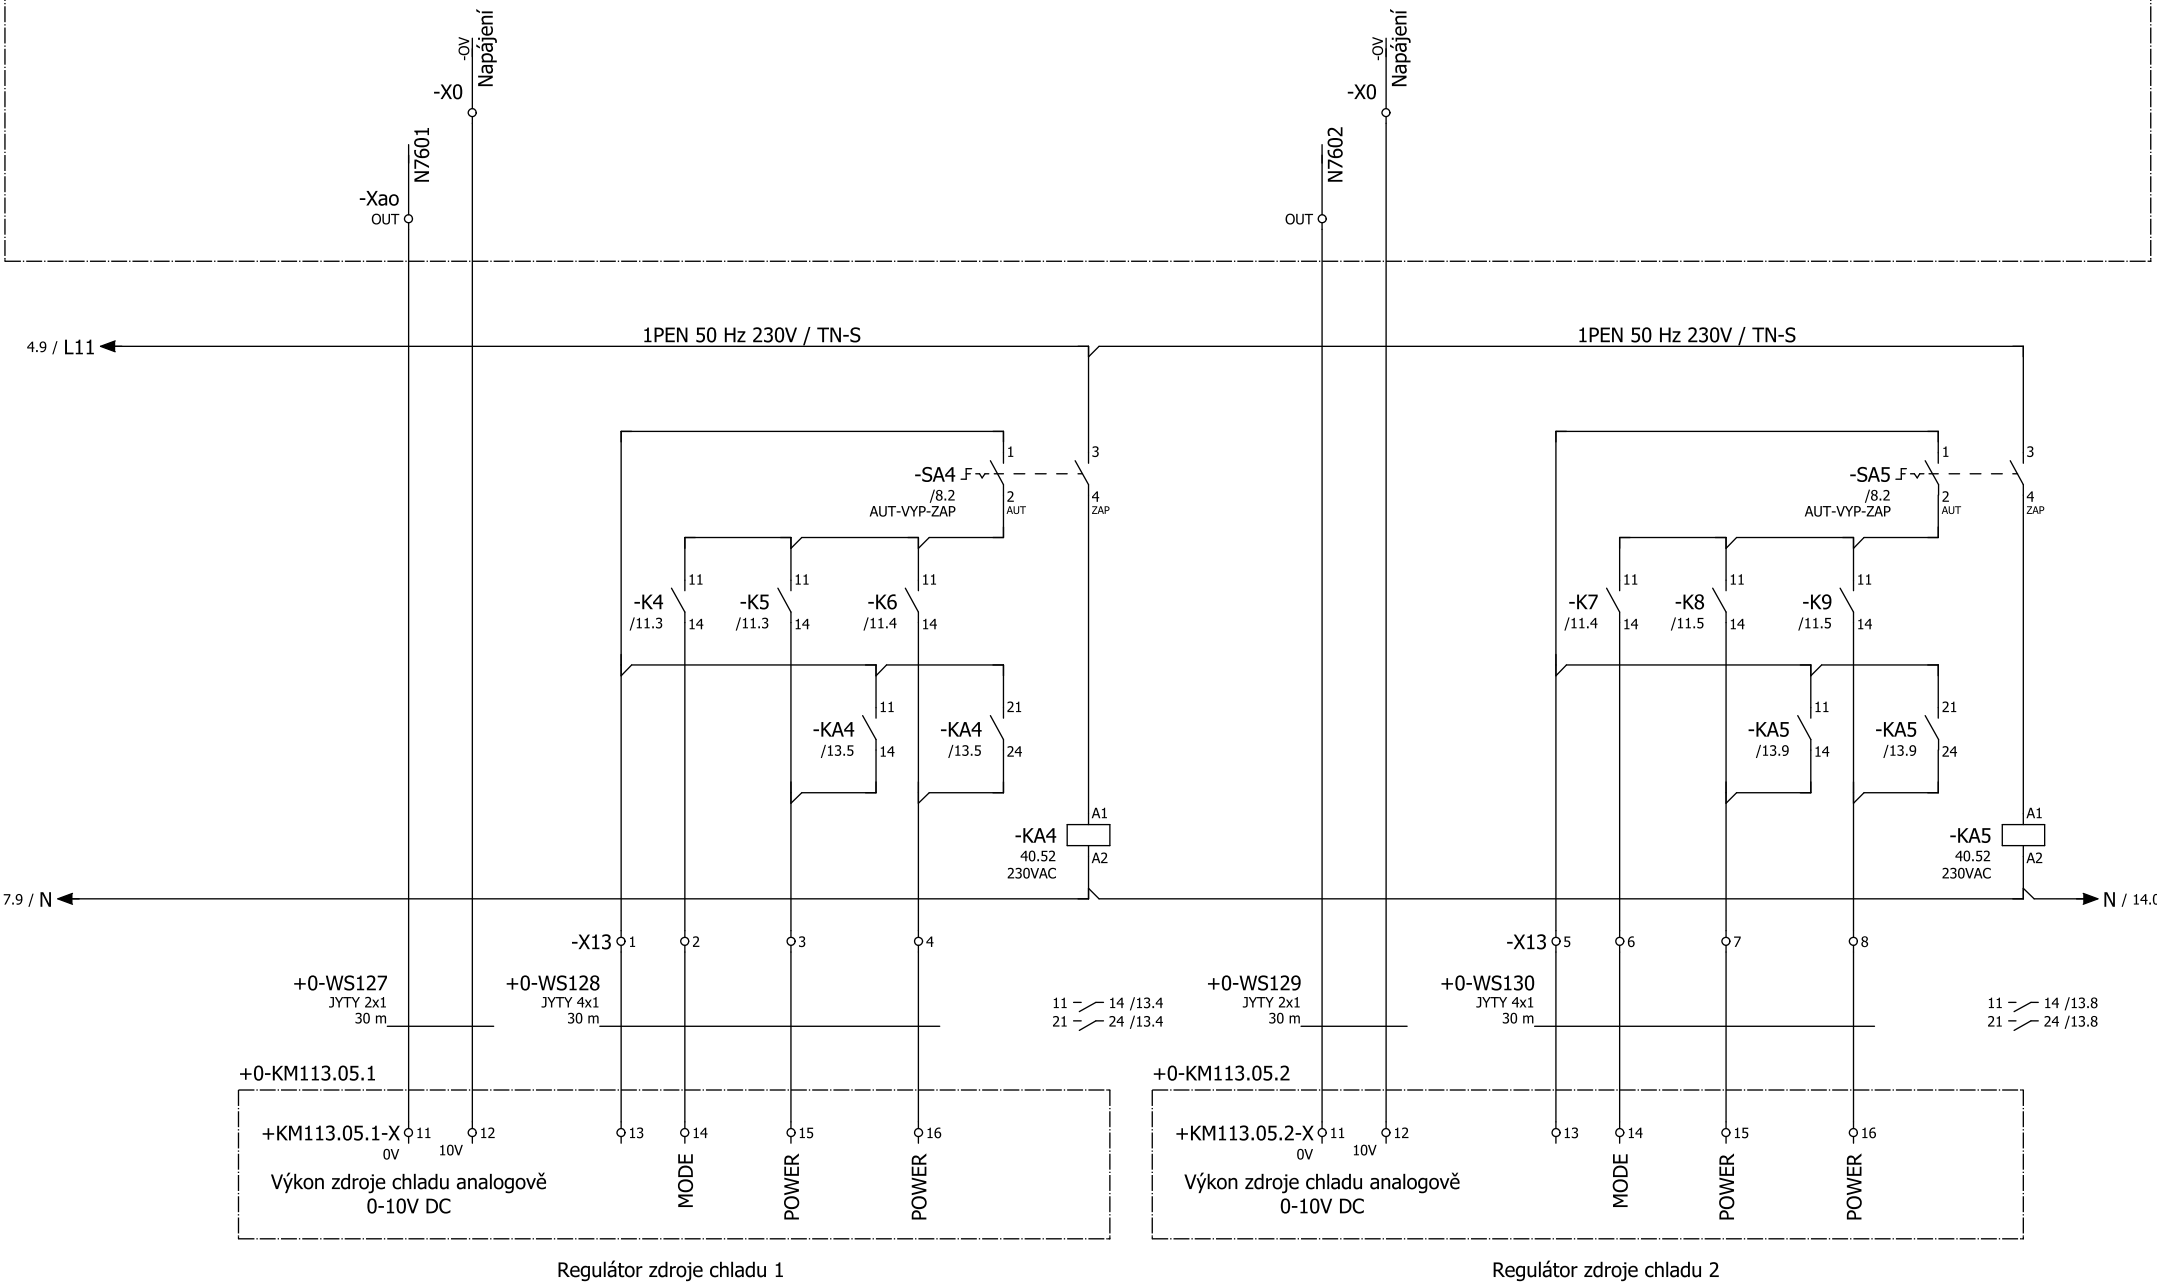 -0V
Napájení
-X0
N7601
-Xao
OUT
-0V
Napájení
-X0
N7602
OUT
4.9 / L11
1PEN 50 Hz 230V / TN-S
1PEN 50 Hz 230V / TN-S
-SA4
/8.2
AUT-VYP-ZAP
1
2
AUT
3
4
ZAP
-K4
/11.3
11
14
-K5
/11.3
11
14
-K6
/11.4
11
14
-KA4
/13.5
11
14
-KA4
/13.5
21
24
-KA4
40.52
230VAC
A1
A2
-SA5
/8.2
AUT-VYP-ZAP
1
2
AUT
3
4
ZAP
-K7
/11.4
11
14
-K8
/11.5
11
14
-K9
/11.5
11
14
-KA5
/13.9
11
14
-KA5
/13.9
21
24
-KA5
40.52
230VAC
A1
A2
7.9 / N
N / 14.0
-X13 1 2 3 4
-X13 5 6 7 8
+0-WS127
JYTY 2x1
30 m
+0-WS128
JYTY 4x1
30 m
11 14 /13.4
21 24 /13.4
+0-WS129
JYTY 2x1
30 m
+0-WS130
JYTY 4x1
30 m
11 14 /13.8
21 24 /13.8
+0-KM113.05.1
+KM113.05.1-X 11 12 13 14 15 16
0V 10V
Výkon zdroje chladu analogově
0-10V DC
MODE
POWER
POWER
Regulátor zdroje chladu 1
+0-KM113.05.2
+KM113.05.2-X 11 12 13 14 15 16
0V 10V
Výkon zdroje chladu analogově
0-10V DC
MODE
POWER
POWER
Regulátor zdroje chladu 2